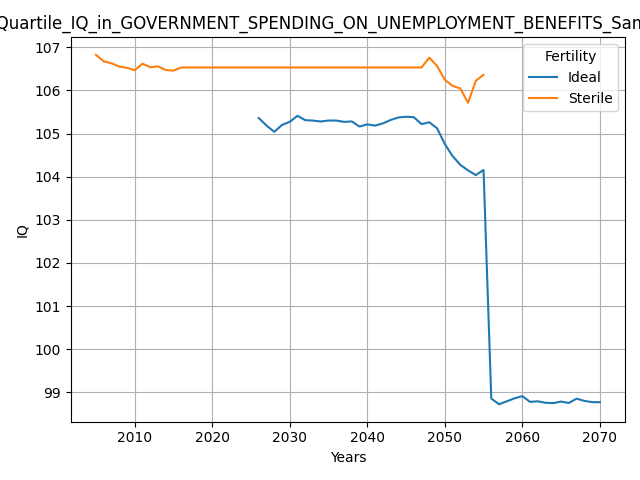 Quartile_IQ_in_GOVERNMENT_SPENDING_ON_UNEMPLOYMENT_BENEFITS_San
Fertility
Ideal
Sterile
107
106
105
104
103
102
101
100
99
IQ
2010 2020 2030 2040 2050 2060 2070
Years